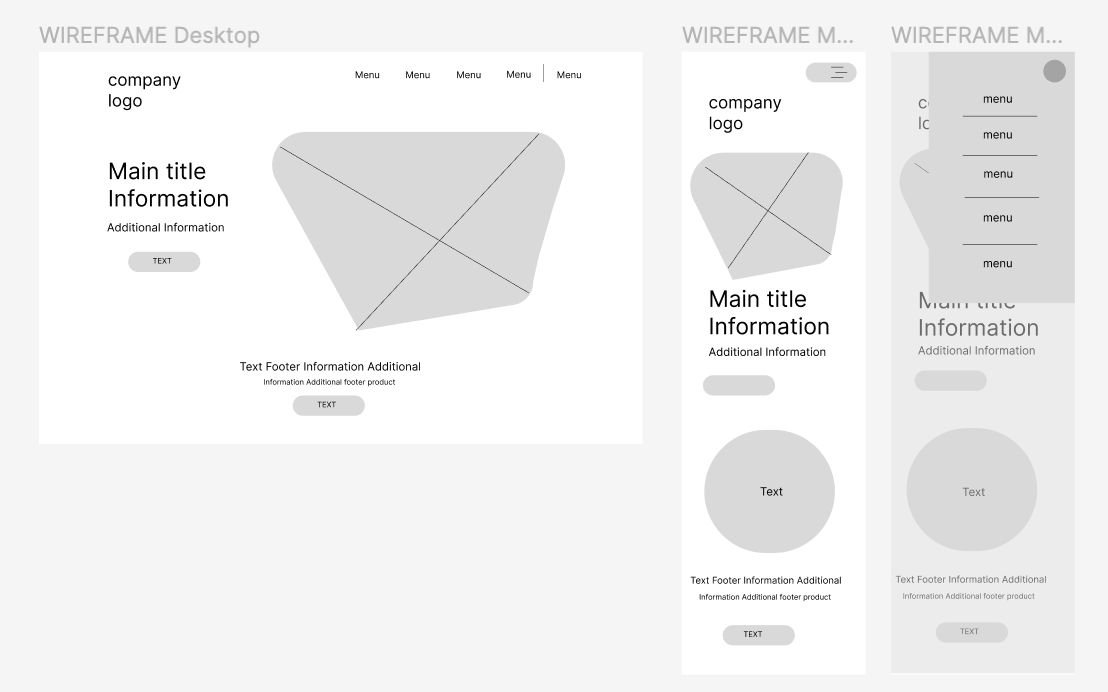 WIREFRAME Desktop
company
logo
Menu
Menu
Menu
Menu
Menu
Main title
Information
Additional Information
TEXT
Text Footer Information Additional
Information Additional footer product
TEXT
WIREFRAME M...
company
logo
Main title
Information
Additional Information
Text
Text Footer Information Additional
Information Additional footer product
TEXT
WIREFRAME M...
menu
menu
menu
menu
menu
Main title
Information
Additional Information
Text
Text Footer Information Additional
Information Additional footer product
TEXT